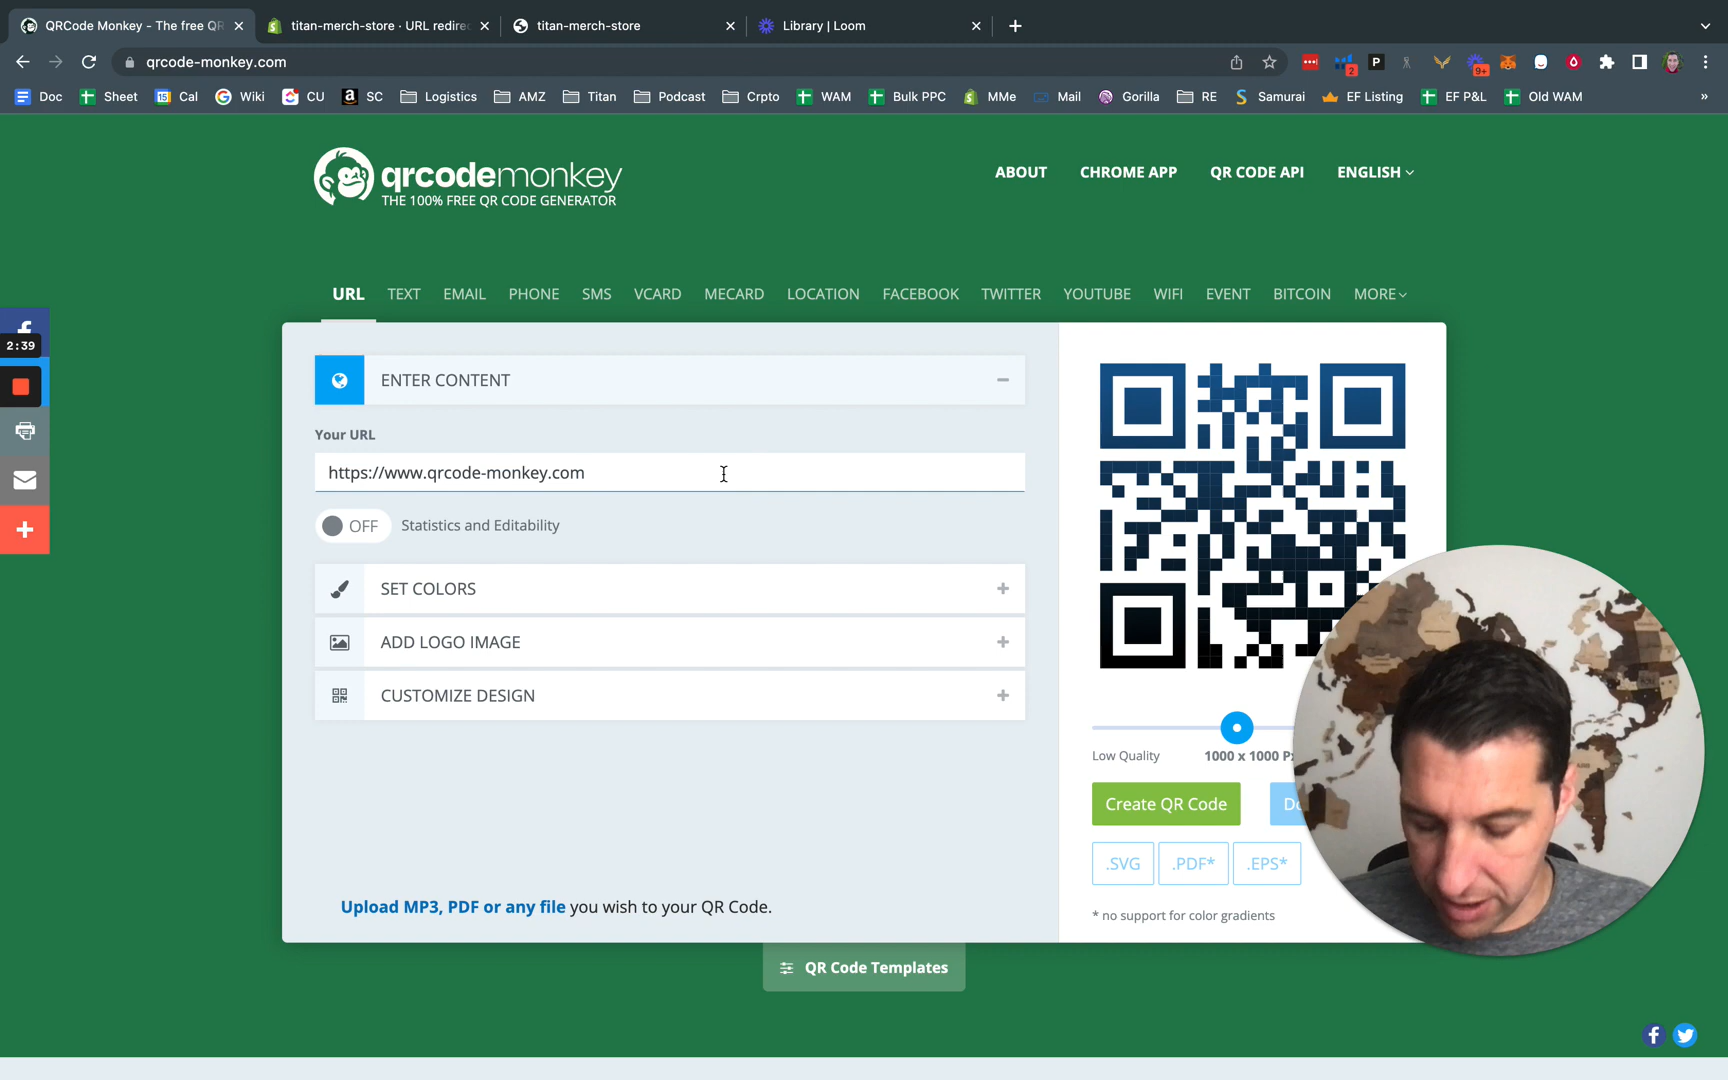 QRCode Monkey - The free QR
titan-merch-store · URL redire
titan-merch-store
Library | Loom
qrcode-monkey.com
2
P
9+
Doc
Sheet
15 Cal
Wiki
CU
a SC
Logistics
AMZ
Titan
Podcast
Crpto
WAM
Bulk PPC
MMe
Mail
Gorilla
RE
Samurai
EF Listing
EF P&L
Old WAM
»
qrcodemonkey
THE 100% FREE QR CODE GENERATOR
ABOUT
CHROME APP
QR CODE API
ENGLISH
URL
TEXT
EMAIL
PHONE
SMS
VCARD
MECARD
LOCATION
FACEBOOK
TWITTER
YOUTUBE
WIFI
EVENT
BITCOIN
MORE
2:39
ENTER CONTENT
Your URL
https://www.qrcode-monkey.com
OFF
Statistics and Editability
SET COLORS
ADD LOGO IMAGE
CUSTOMIZE DESIGN
Upload MP3, PDF or any file you wish to your QR Code.
Low Quality
1000 x 1000 Px
Create QR Code
Do
.SVG
.PDF*
.EPS*
* no support for color gradients
QR Code Templates